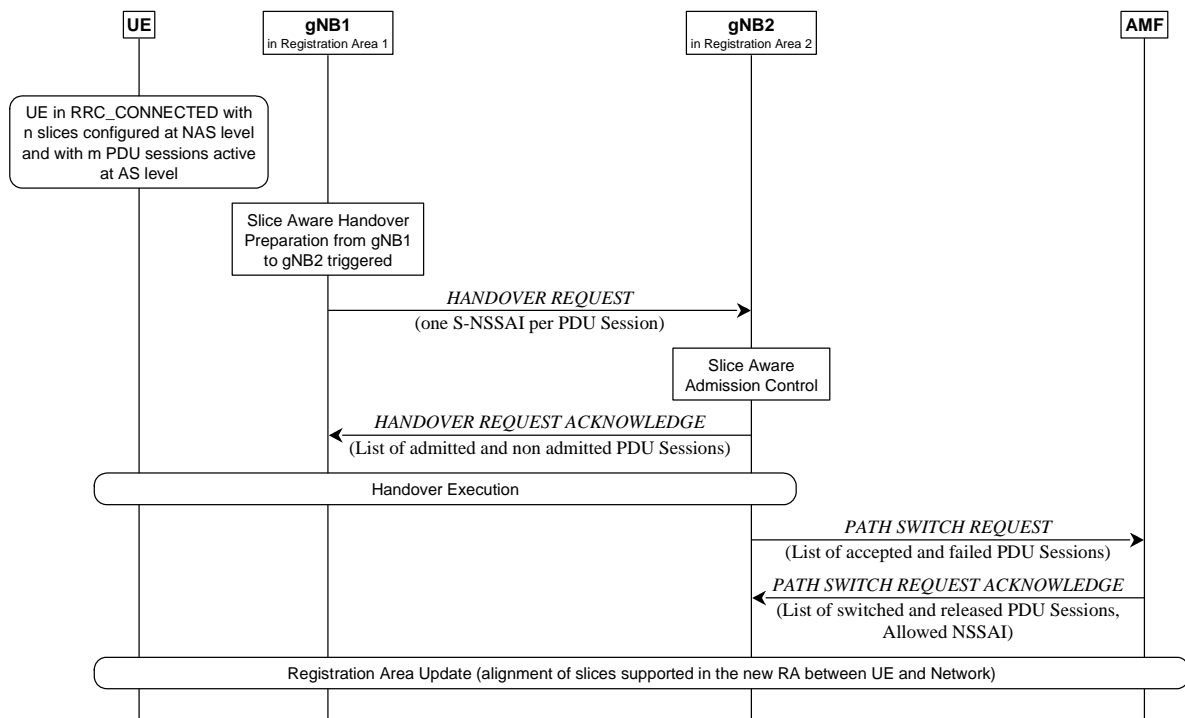 UE
gNB1
in Registration Area 1
gNB2
in Registration Area 2
AMF
UE in RRC_CONNECTED with
n slices configured at NAS level
and with m PDU sessions active
at AS level
Slice Aware Handover
Preparation from gNB1
to gNB2 triggered
HANDOVER REQUEST
(one S-NSSAI per PDU Session)
Slice Aware
Admission Control
HANDOVER REQUEST ACKNOWLEDGE
(List of admitted and non admitted PDU Sessions)
Handover Execution
PATH SWITCH REQUEST
(List of accepted and failed PDU Sessions)
PATH SWITCH REQUEST ACKNOWLEDGE
(List of switched and released PDU Sessions,
Allowed NSSAI)
Registration Area Update (alignment of slices supported in the new RA between UE and Network)